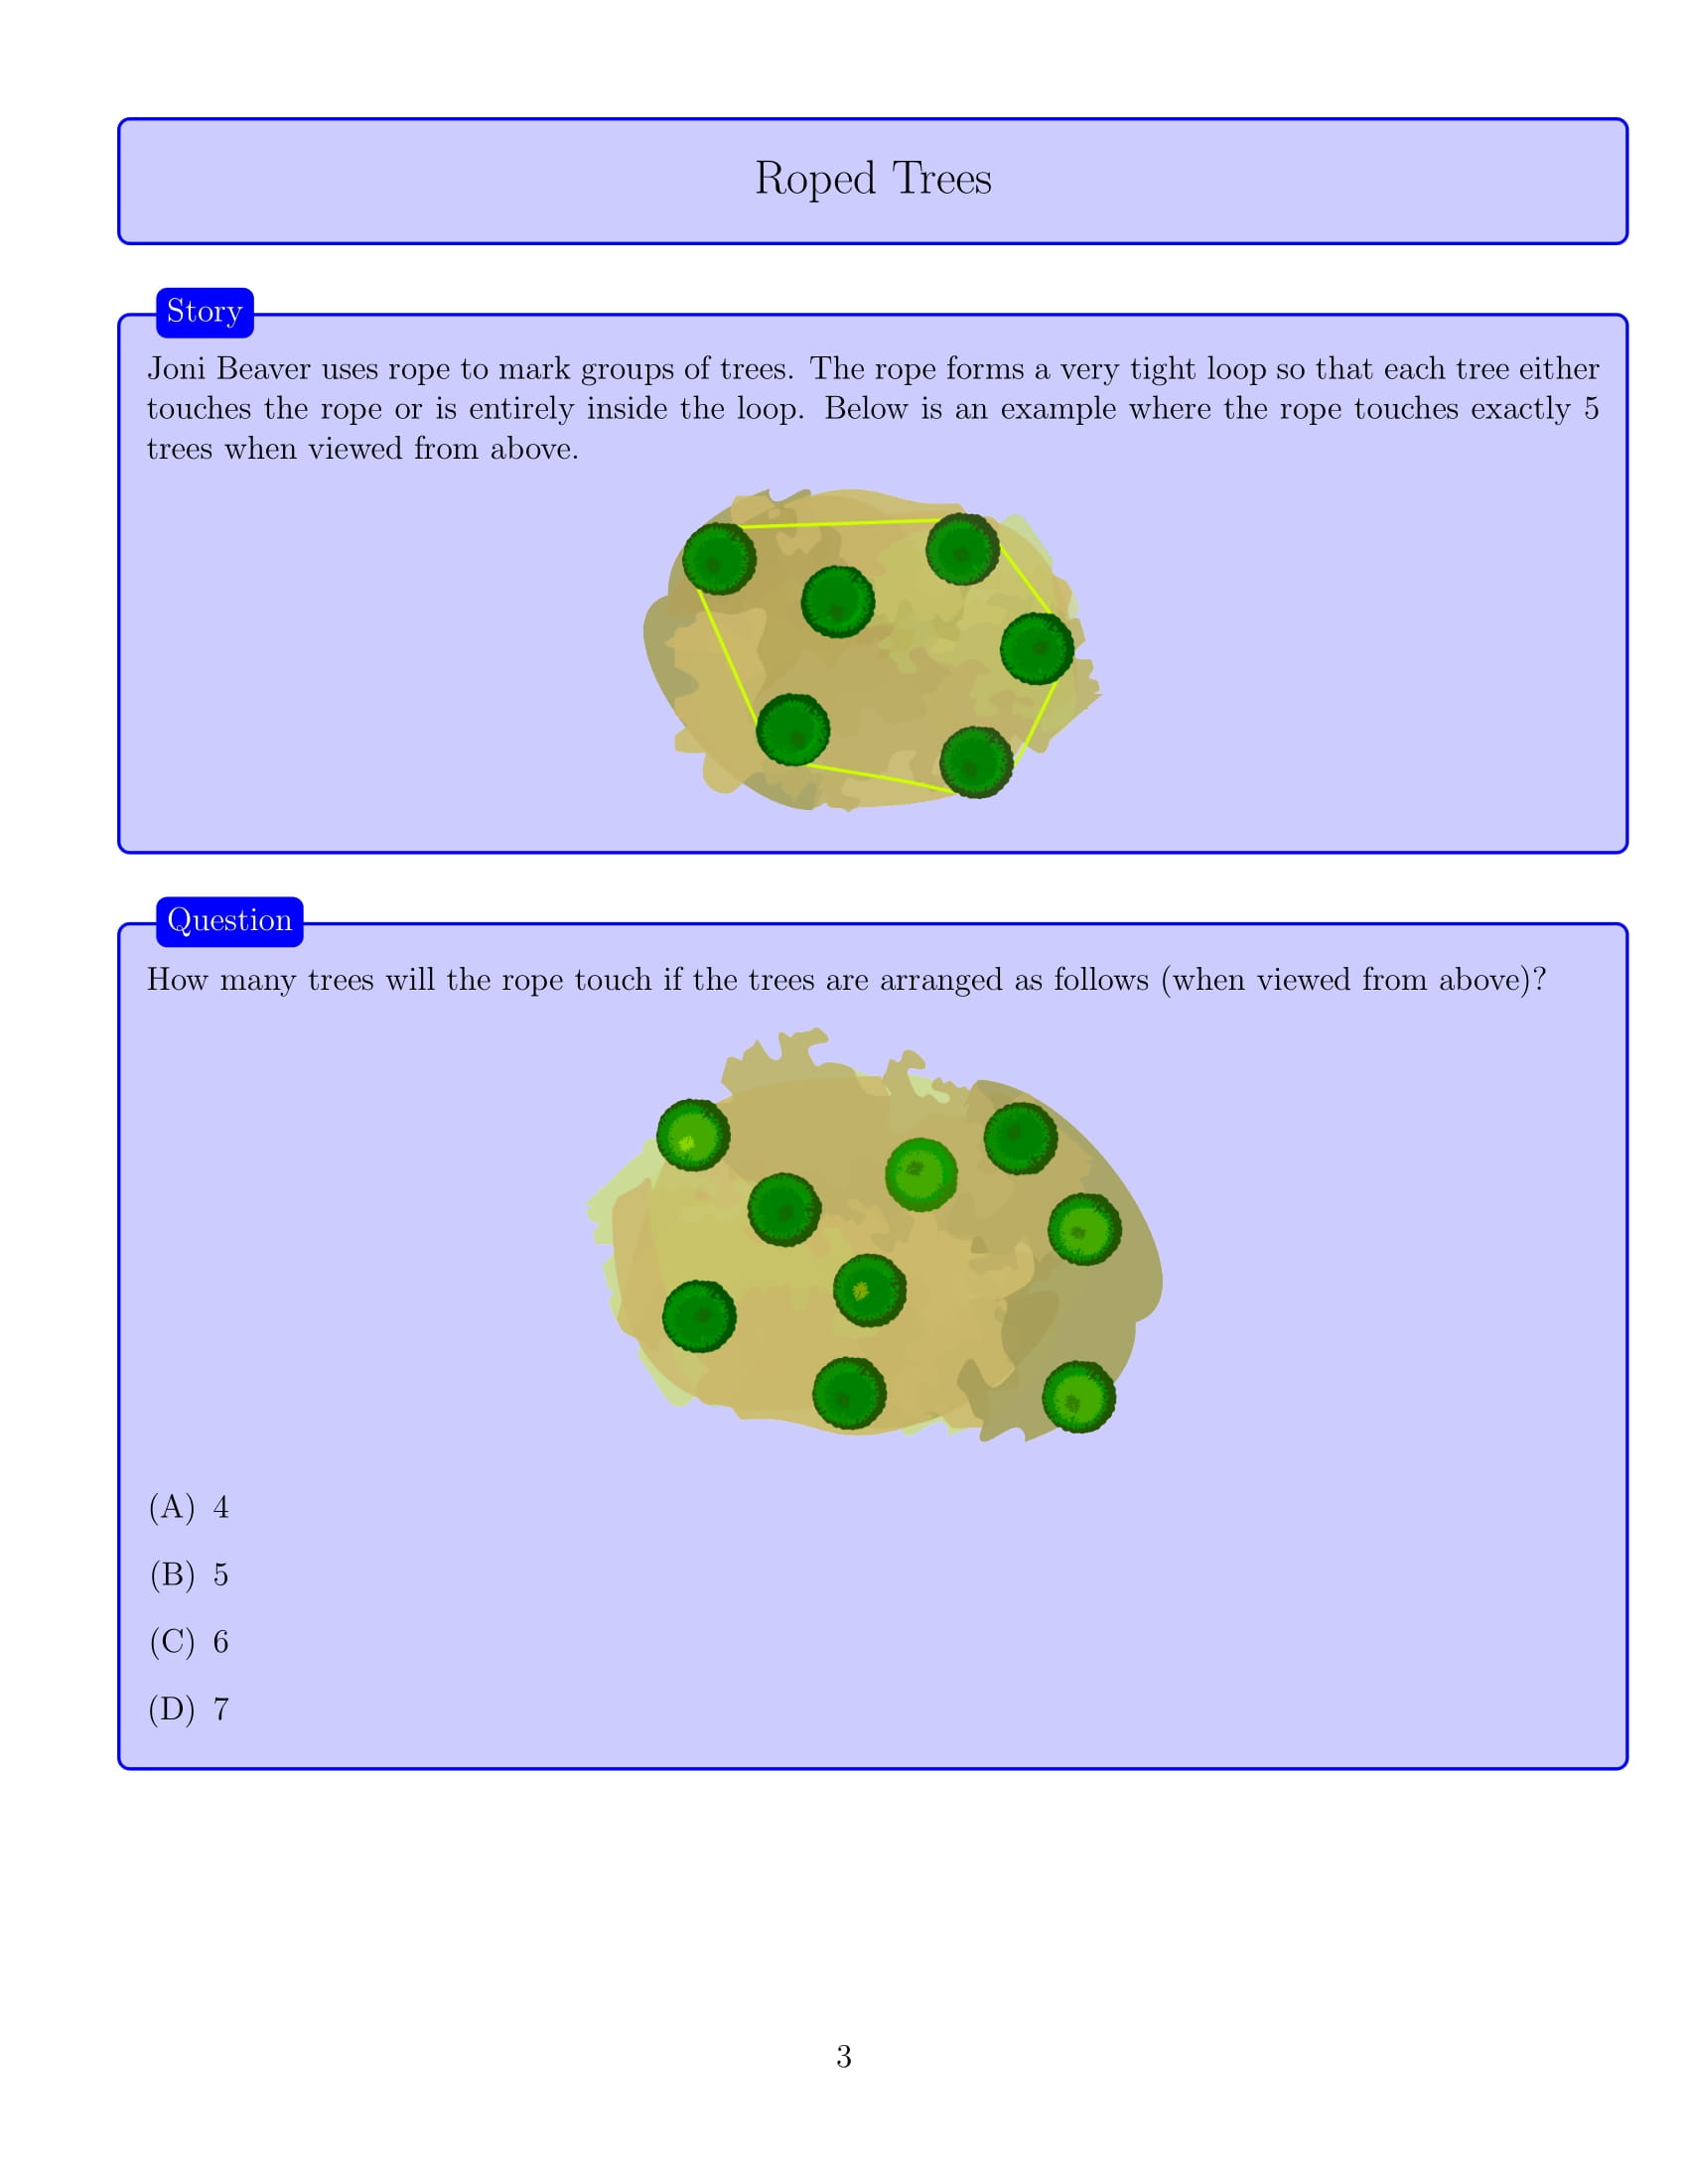 Roped Trees
Story
Joni Beaver uses rope to mark groups of trees. The rope forms a very tight loop so that each tree either
touches the rope or is entirely inside the loop. Below is an example where the rope touches exactly 5
trees when viewed from above.
Question
How many trees will the rope touch if the trees are arranged as follows (when viewed from above)?
(A) 4
(B) 5
(C) 6
(D) 7
3